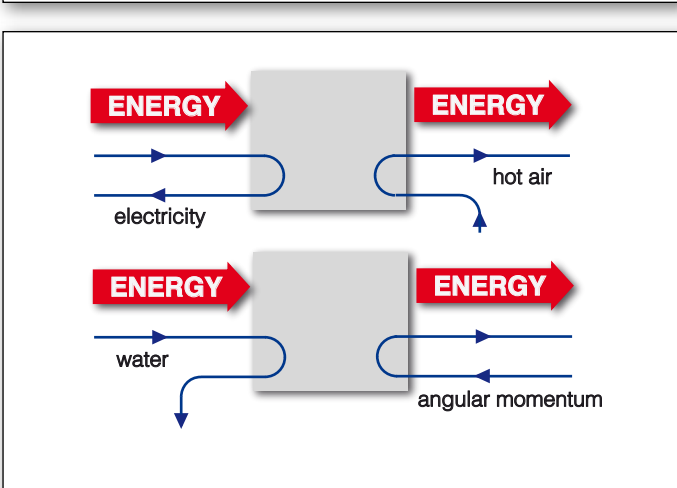 ENERGY
ENERGY
hot air
electricity
ENERGY
ENERGY
water
angular momentum